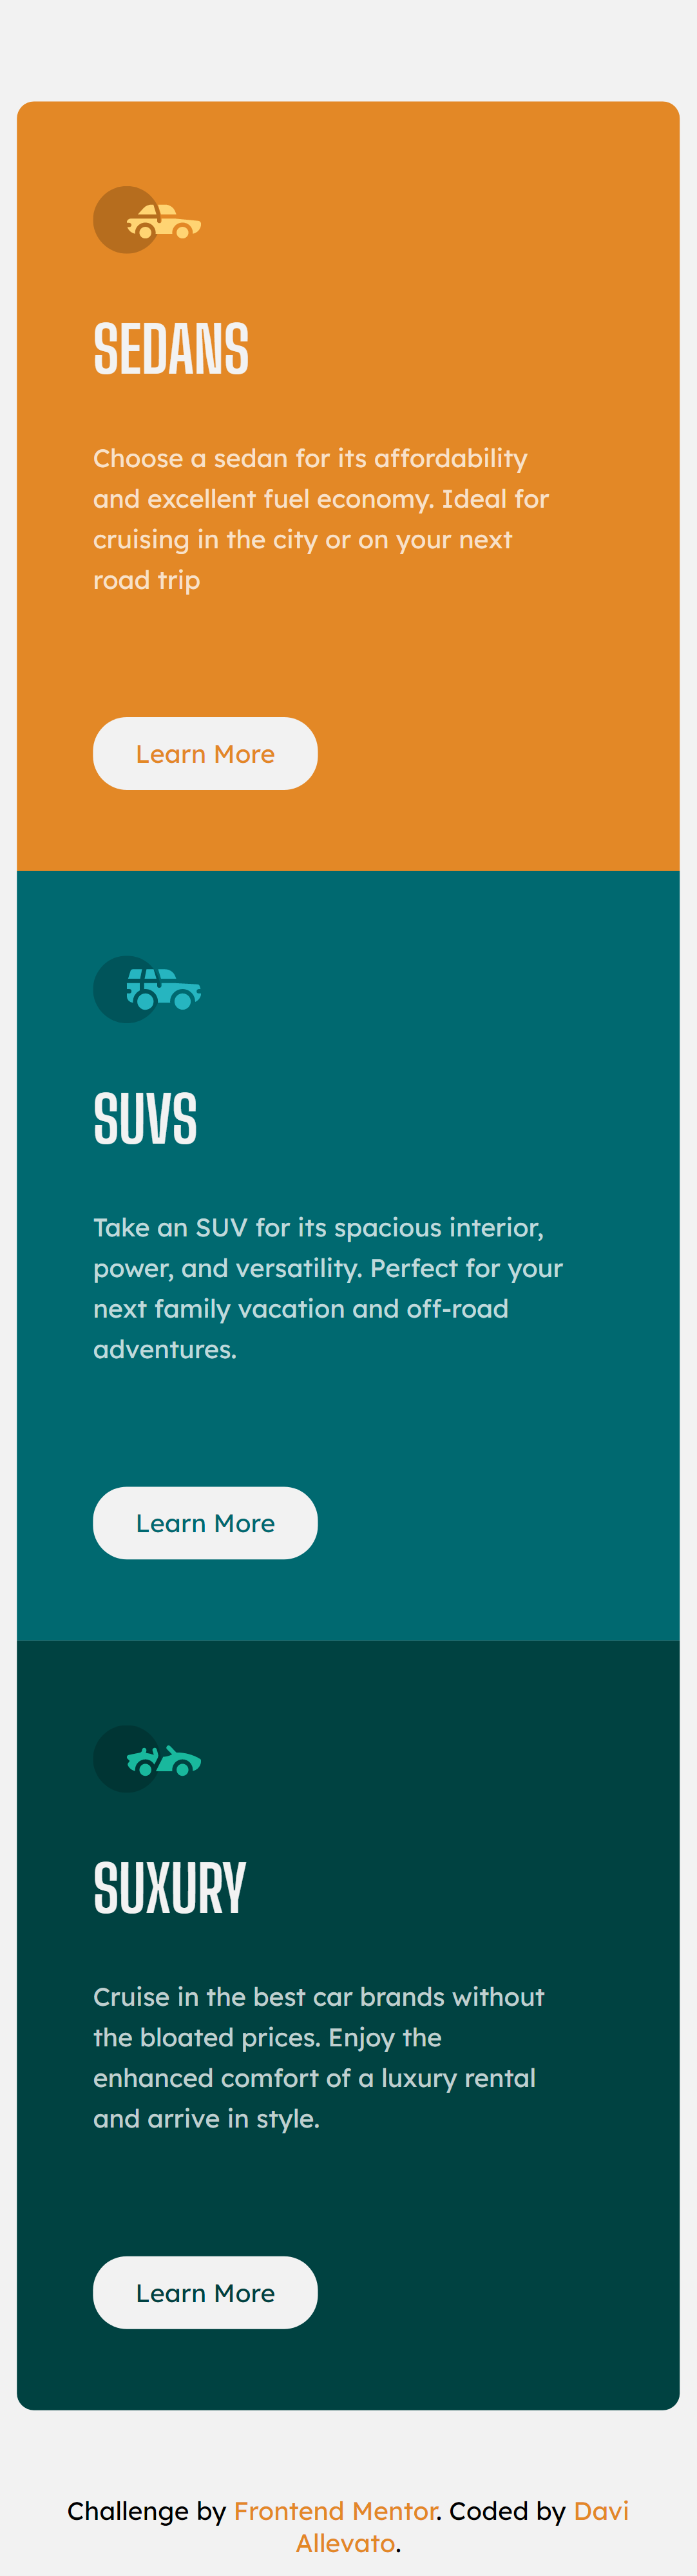 SEDANS
Choose a sedan for its affordability
and excellent fuel economy. Ideal for
cruising in the city or on your next
road trip
Learn More
SUVS
Take an SUV for its spacious interior,
power, and versatility. Perfect for your
next family vacation and off-road
adventures.
Learn More
SUXURY
Cruise in the best car brands without
the bloated prices. Enjoy the
enhanced comfort of a luxury rental
and arrive in style.
Learn More
Challenge by Frontend Mentor. Coded by Davi
Allevato.